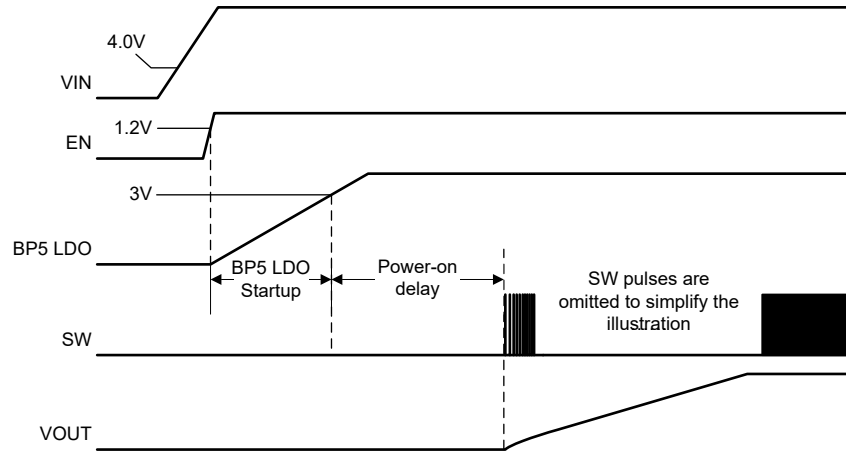 4.0V
VIN
1.2V
EN
3V
BP5 LDO
BP5 LDO
Startup
Power-on
delay
SW pulses are
omitted to simplify the
illustration
SW
VOUT